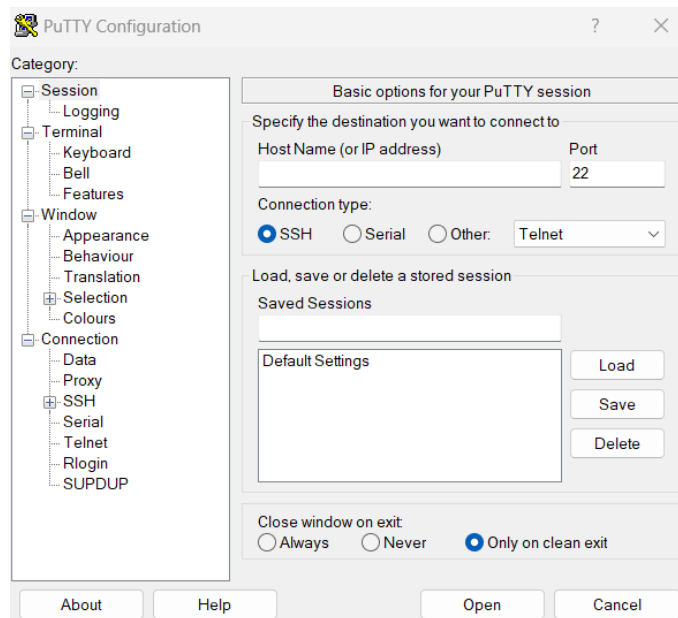 PuTTY Configuration
?
Category:
Session
Logging
Terminal
Keyboard
Bell
Features
Window
Appearance
Behaviour
Translation
Selection
Colours
Connection
Data
Proxy
SSH
Serial
Telnet
Rlogin
SUPDUP
Basic options for your PuTTY session
Specify the destination you want to connect to
Host Name (or IP address) Port
22
Connection type:
SSH Serial Other: Telnet
Load, save or delete a stored session
Saved Sessions
Default Settings
Load
Save
Delete
Close window on exit:
Always Never Only on clean exit
About Help Open Cancel